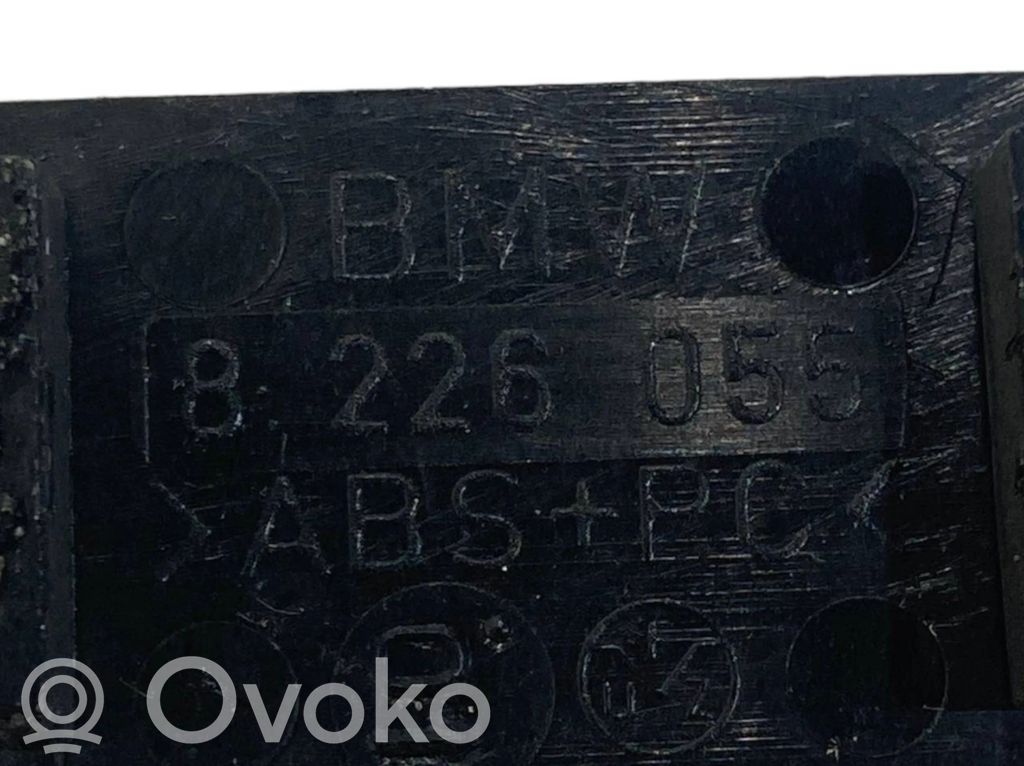 BMW
8 226 055
>ABS+PC<
Ovoko